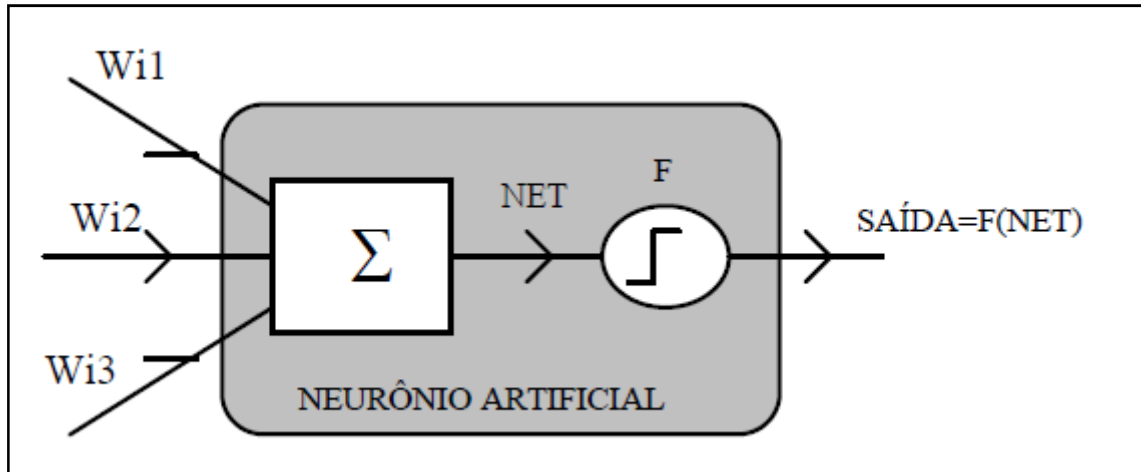 Wi1
Wi2
Wi3
Σ
NET
F
SAÍDA=F(NET)
NEURÔNIO ARTIFICIAL